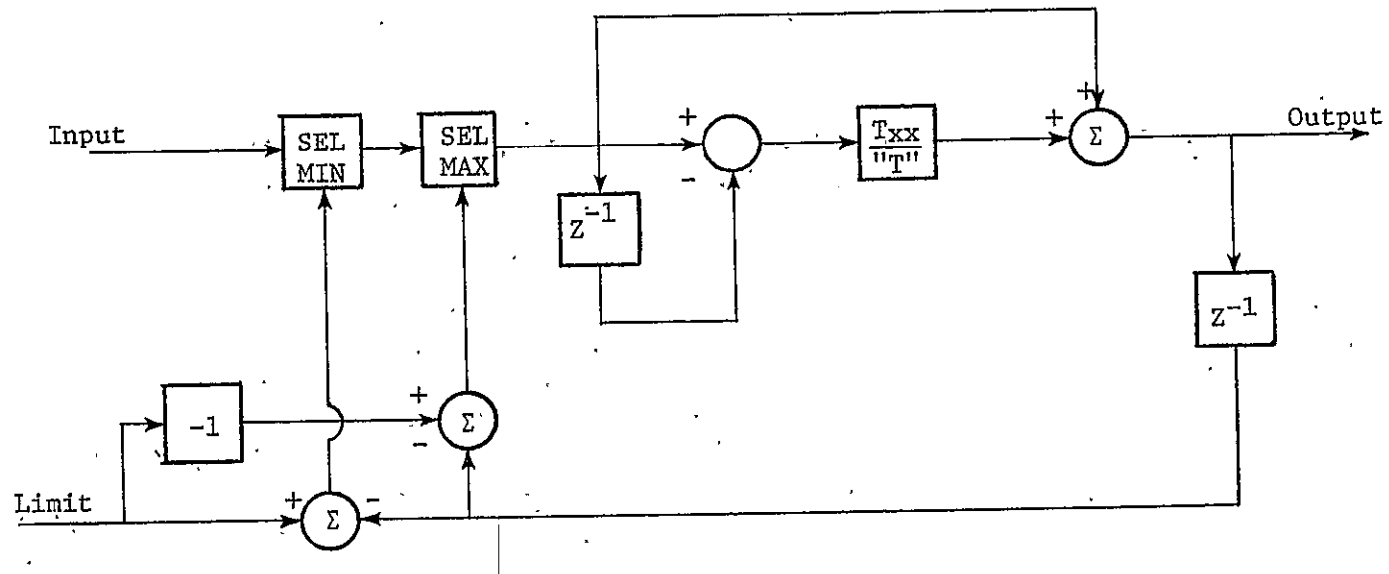 Input
SEL
MIN
SEL
MAX
+
-
Txx
"T"
+
+
Σ
Output
Z-1
Z-1
-1
+
-
Σ
Limit
+
-
Σ